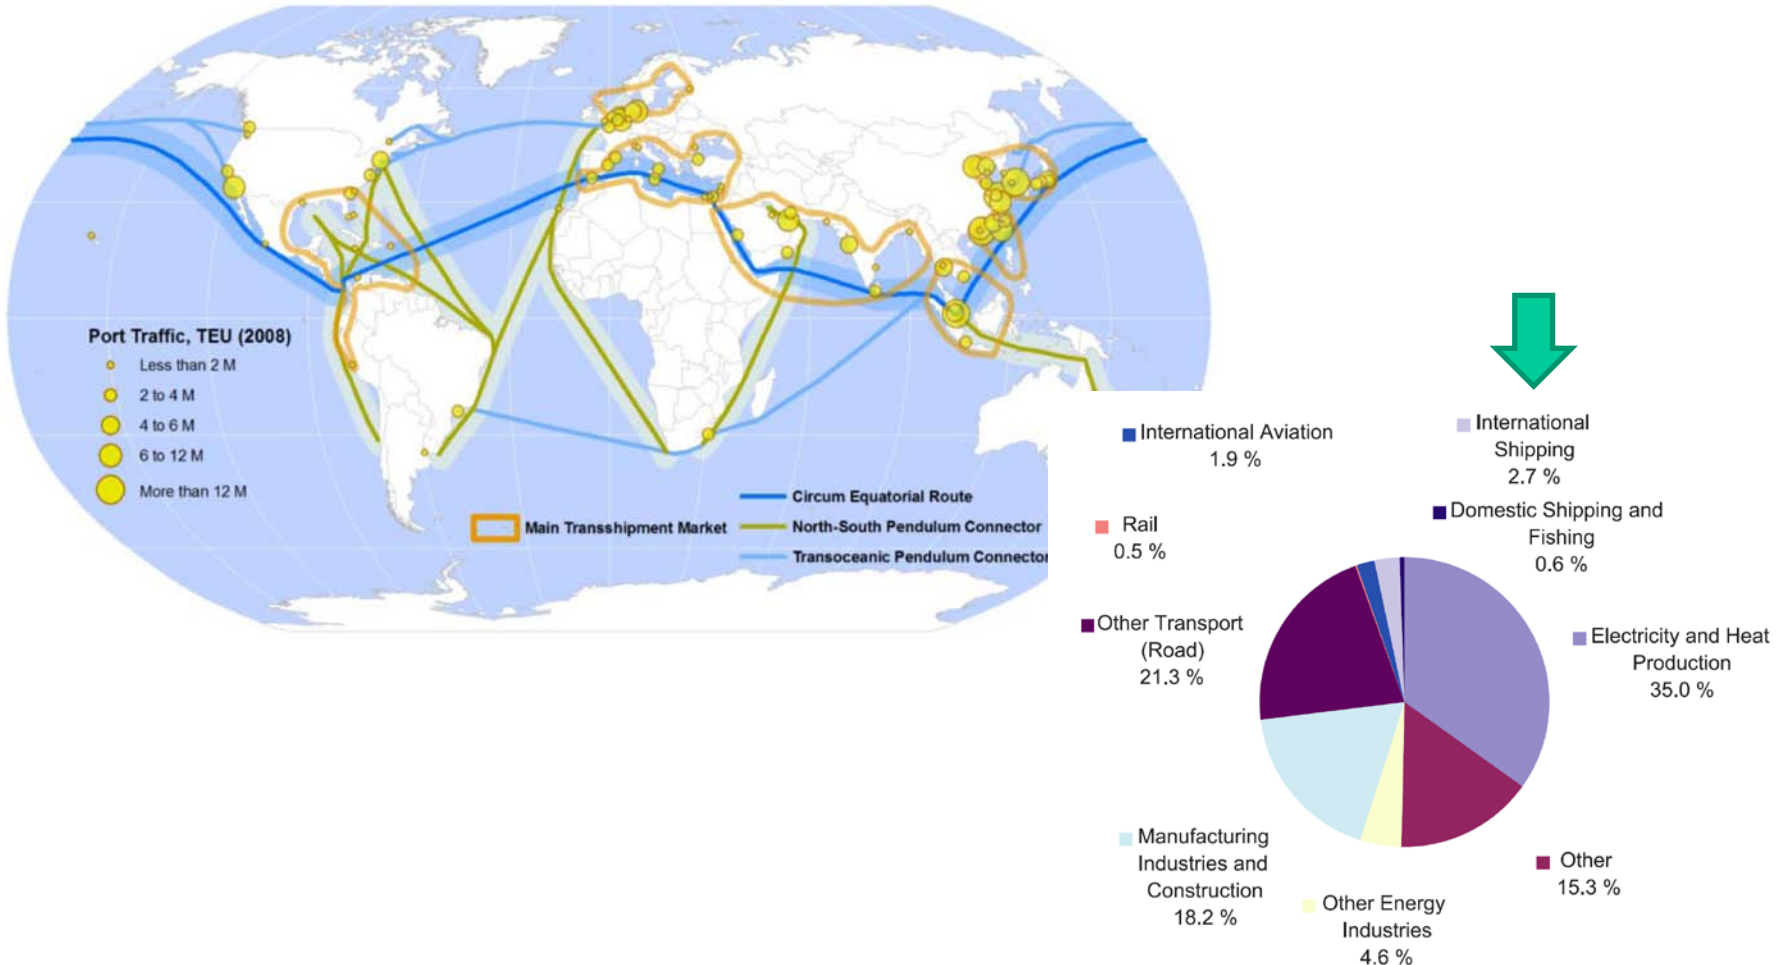 Port Traffic, TEU (2008)
Less than 2 M
2 to 4 M
4 to 6 M
6 to 12 M
More than 12 M
Main Transshipment Market
Circum Equatorial Route
North-South Pendulum Connector
Transoceanic Pendulum Connector
International Aviation
1.9 %
International
Shipping
2.7 %
Rail
0.5 %
Domestic Shipping and
Fishing
0.6 %
Other Transport
(Road)
21.3 %
Electricity and Heat
Production
35.0 %
Manufacturing
Industries and
Construction
18.2 %
Other Energy
Industries
4.6 %
Other
15.3 %